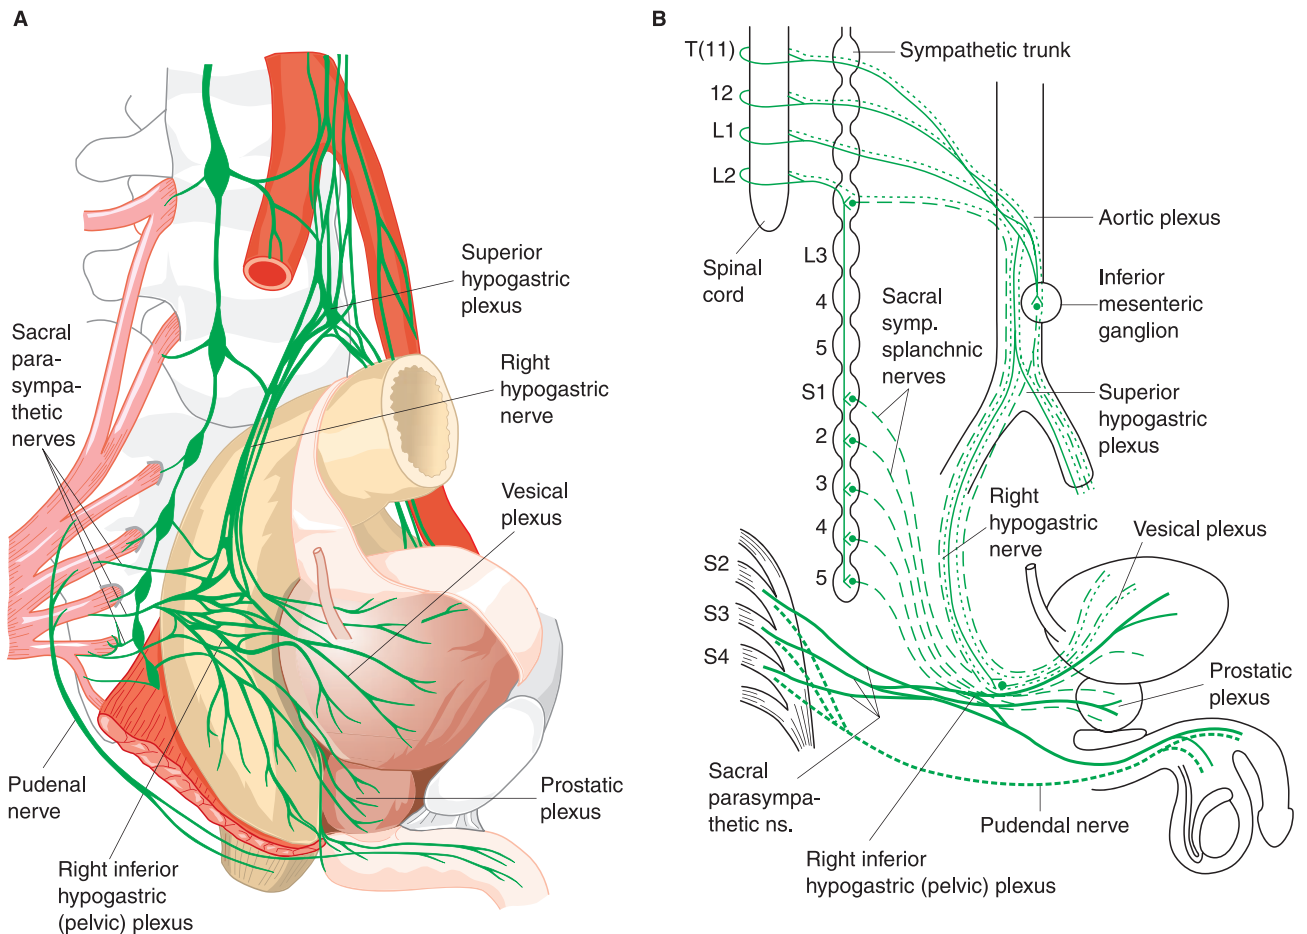 A
Superior
hypogastric
plexus
Sacral
para-
sympa-
thetic
nerves
Right
hypogastric
nerve
Vesical
plexus
Pudenal
nerve
Prostatic
plexus
Right inferior
hypogastric
(pelvic) plexus
B
T(11)
Sympathetic trunk
12
L1
L2
Aortic plexus
Spinal
cord
L3
Inferior
mesenteric
ganglion
4
Sacral
symp.
splanchnic
nerves
5
S1
Superior
hypogastric
plexus
2
3
Right
hypogastric
nerve
4
Vesical plexus
5
S2
S3
S4
Prostatic
plexus
Sacral
parasympa-
thetic ns.
Pudendal nerve
Right inferior
hypogastric (pelvic) plexus